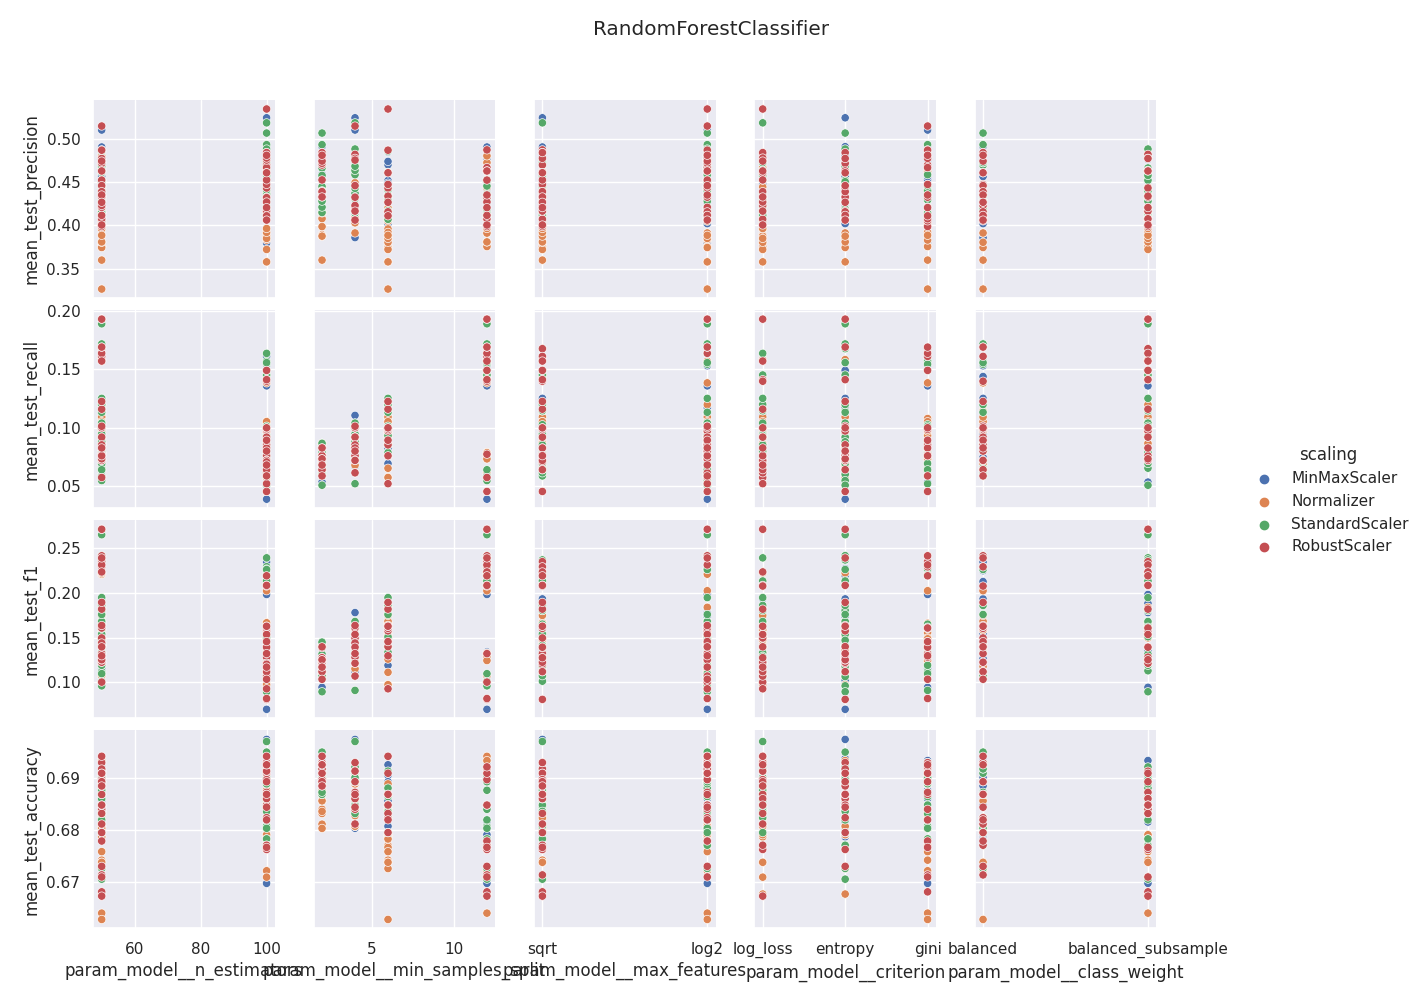 RandomForestClassifier
mean_test_precision
0.50
0.45
0.40
0.35
mean_test_recall
0.20
0.15
0.10
0.05
mean_test_f1
0.25
0.20
0.15
0.10
mean_test_accuracy
0.69
0.68
0.67
60 80 100 5 10 sqrt log2 log_loss entropy gini balanced balanced_subsample
param_model__n_estimators param_model__min_samples_split param_model__max_features param_model__criterion param_model__class_weight
scaling
MinMaxScaler
Normalizer
StandardScaler
RobustScaler